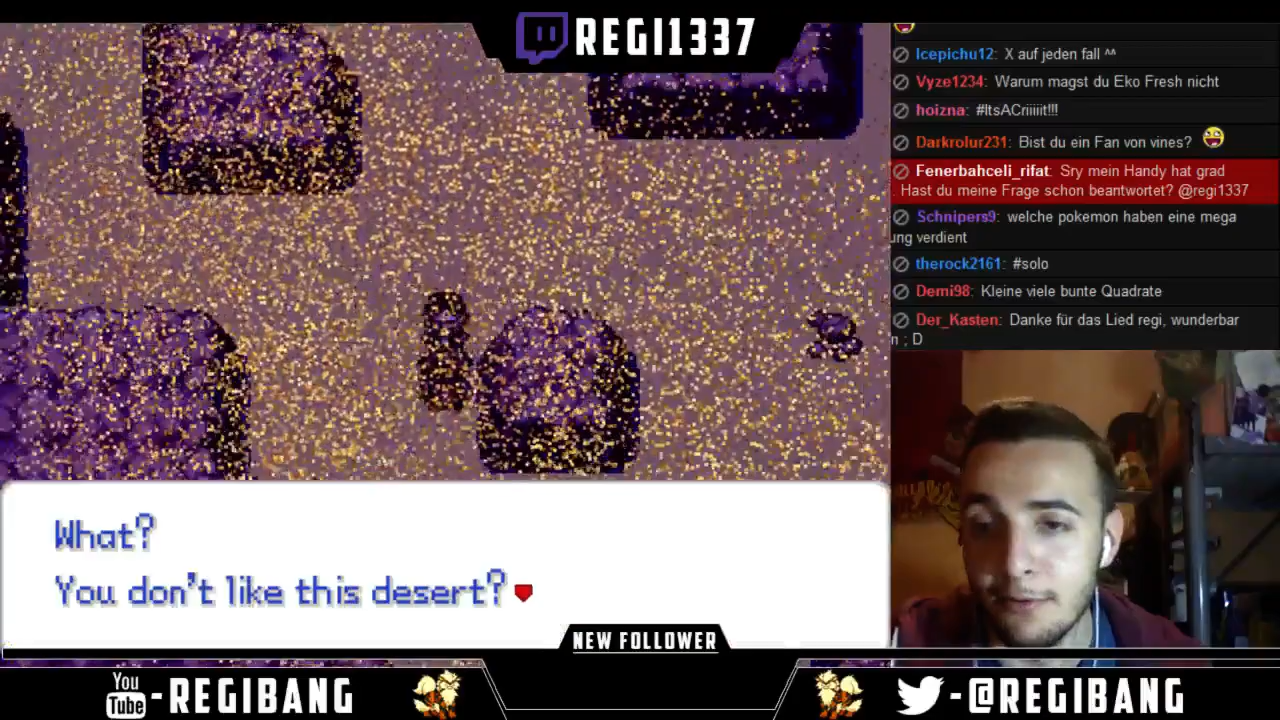 REGI1337
Icepichu12: X auf jeden fall ^^
Vyze1234: Warum magst du Eko Fresh nicht
hoizna: #ItsACriiiiit!!!
Darkrolur231: Bist du ein Fan von vines?
Fenerbahceli_rifat: Sry mein Handy hat grad
Hast du meine Frage schon beantwortet? @regi1337
Schnipers9: welche pokemon haben eine mega
ung verdient
therock2161: #solo
Demi98: Kleine viele bunte Quadrate
Der_Kasten: Danke für das Lied regi, wunderbar
n ; D
What?
You don't like this desert?
NEW FOLLOWER
You
Tube-REGIBANG
-@REGIBANG